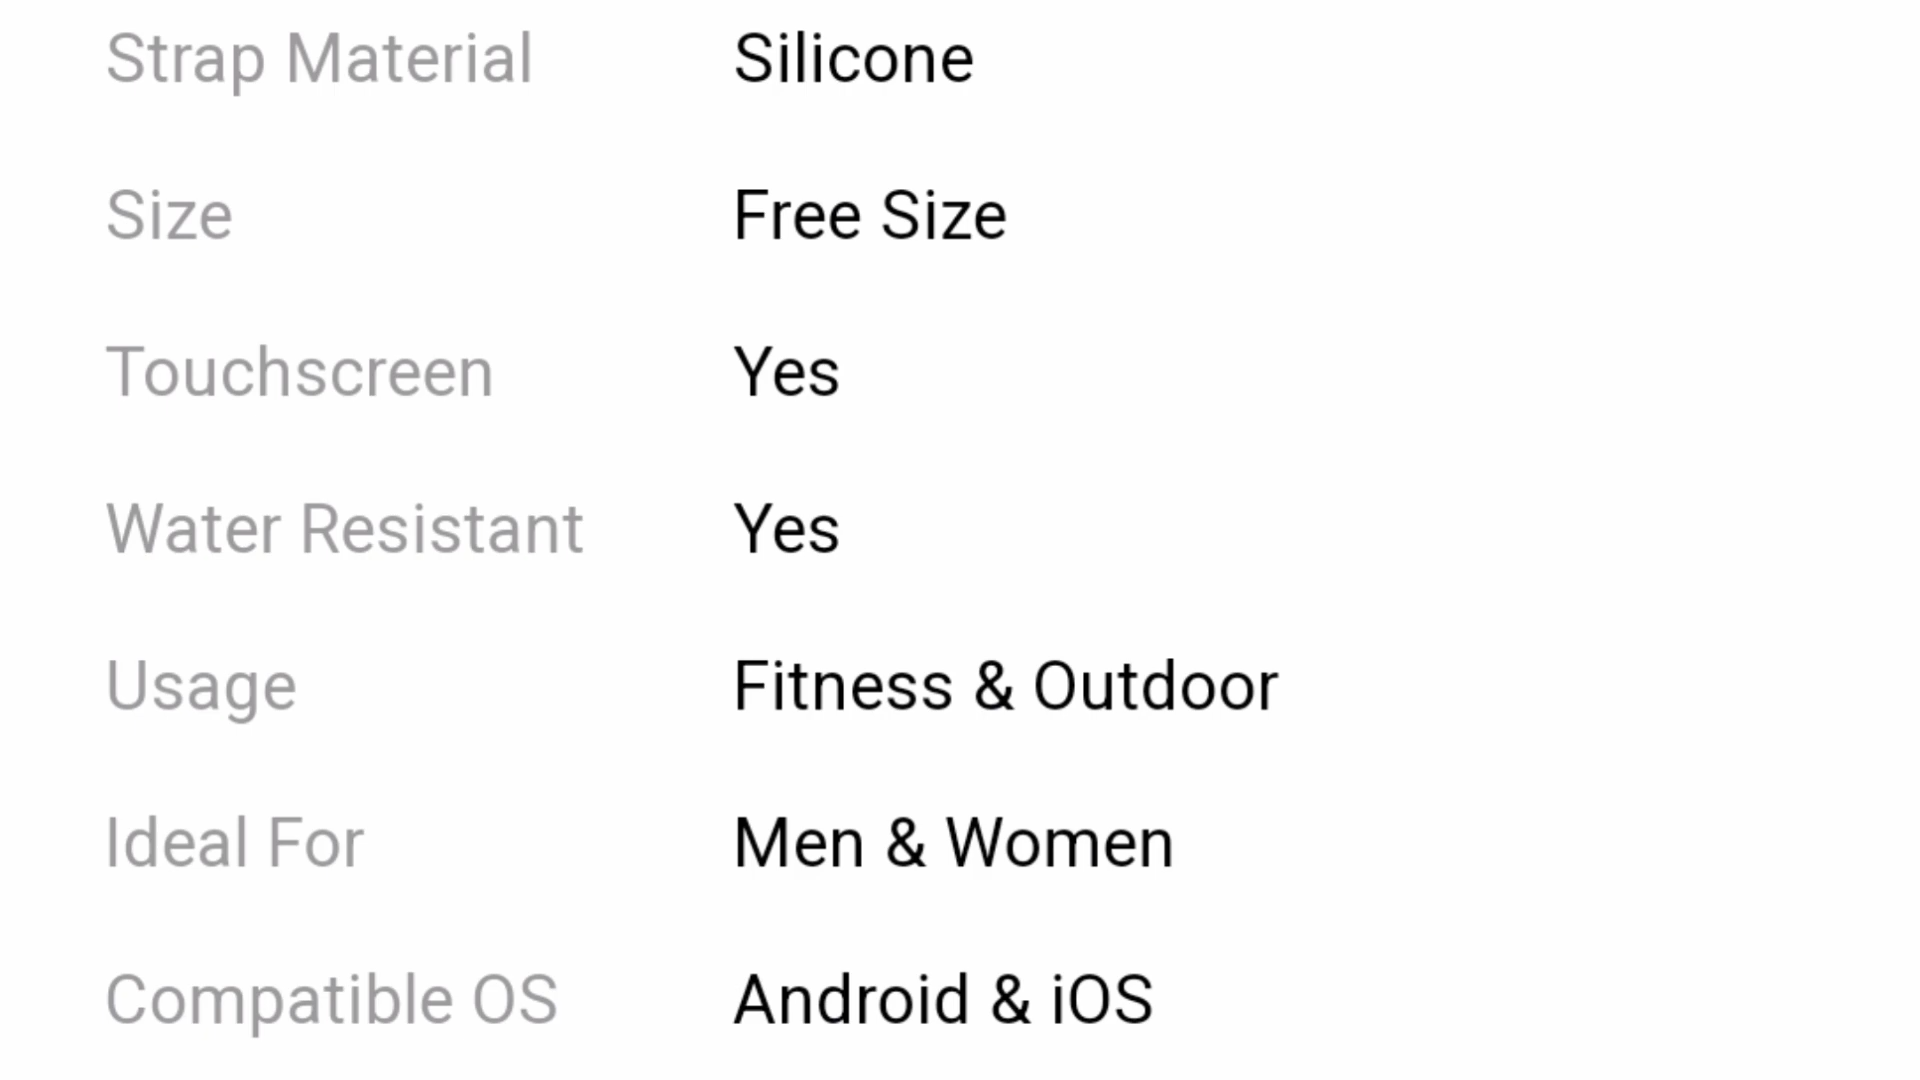 Strap Material Silicone
Size Free Size
Touchscreen Yes
Water Resistant Yes
Usage Fitness & Outdoor
Ideal For Men & Women
Compatible OS Android & iOS